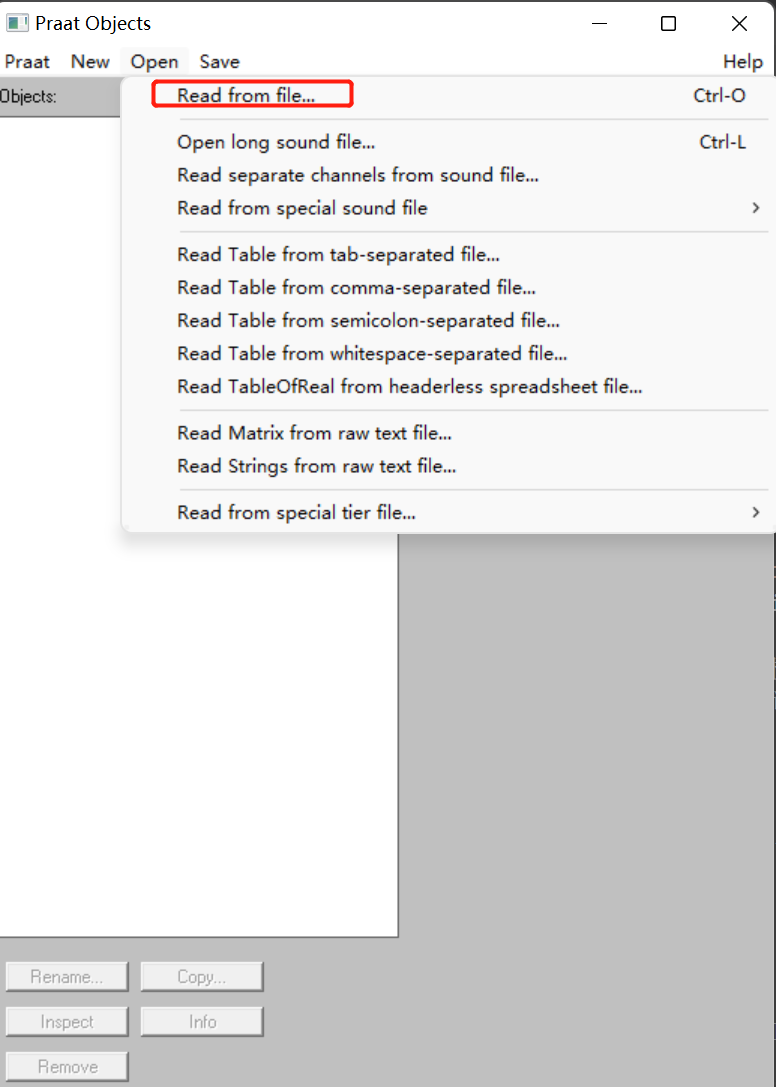 Praat Objects
Praat New Open Save Help
Objects:
Read from file... Ctrl-O
Open long sound file... Ctrl-L
Read separate channels from sound file...
Read from special sound file
Read Table from tab-separated file...
Read Table from comma-separated file...
Read Table from semicolon-separated file...
Read Table from whitespace-separated file...
Read TableOfReal from headerless spreadsheet file...
Read Matrix from raw text file...
Read Strings from raw text file...
Read from special tier file...
Rename... Copy...
Inspect Info
Remove